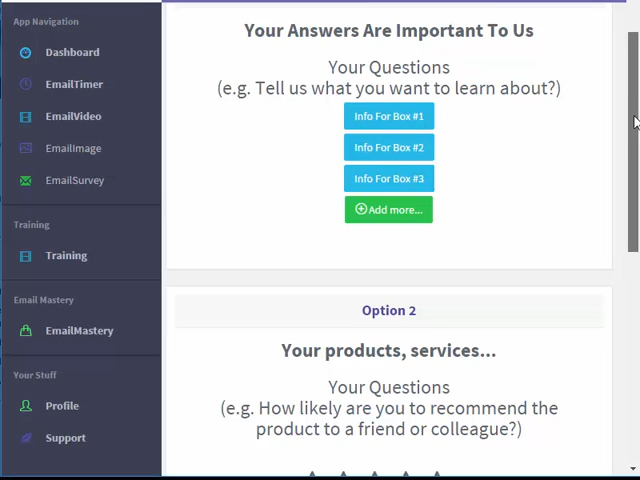 App Navigation
Dashboard
EmailTimer
EmailVideo
EmailImage
EmailSurvey
Training
Training
Email Mastery
EmailMastery
Your Stuff
Profile
Support
Your Answers Are Important To Us
Your Questions
(e.g. Tell us what you want to learn about?)
Info For Box #1
Info For Box #2
Info For Box #3
Add more...
Option 2
Your products, services...
Your Questions
(e.g. How likely are you to recommend the
product to a friend or colleague?)